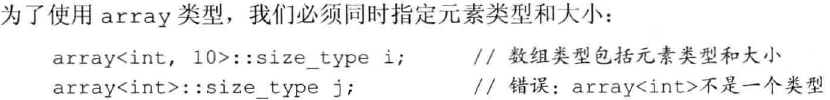 为了使用 array 类型，我们必须同时指定元素类型和大小：
array<int, 10>::size_type i; // 数组类型包括元素类型和大小
array<int>::size_type j; // 错误：array<int>不是一个类型